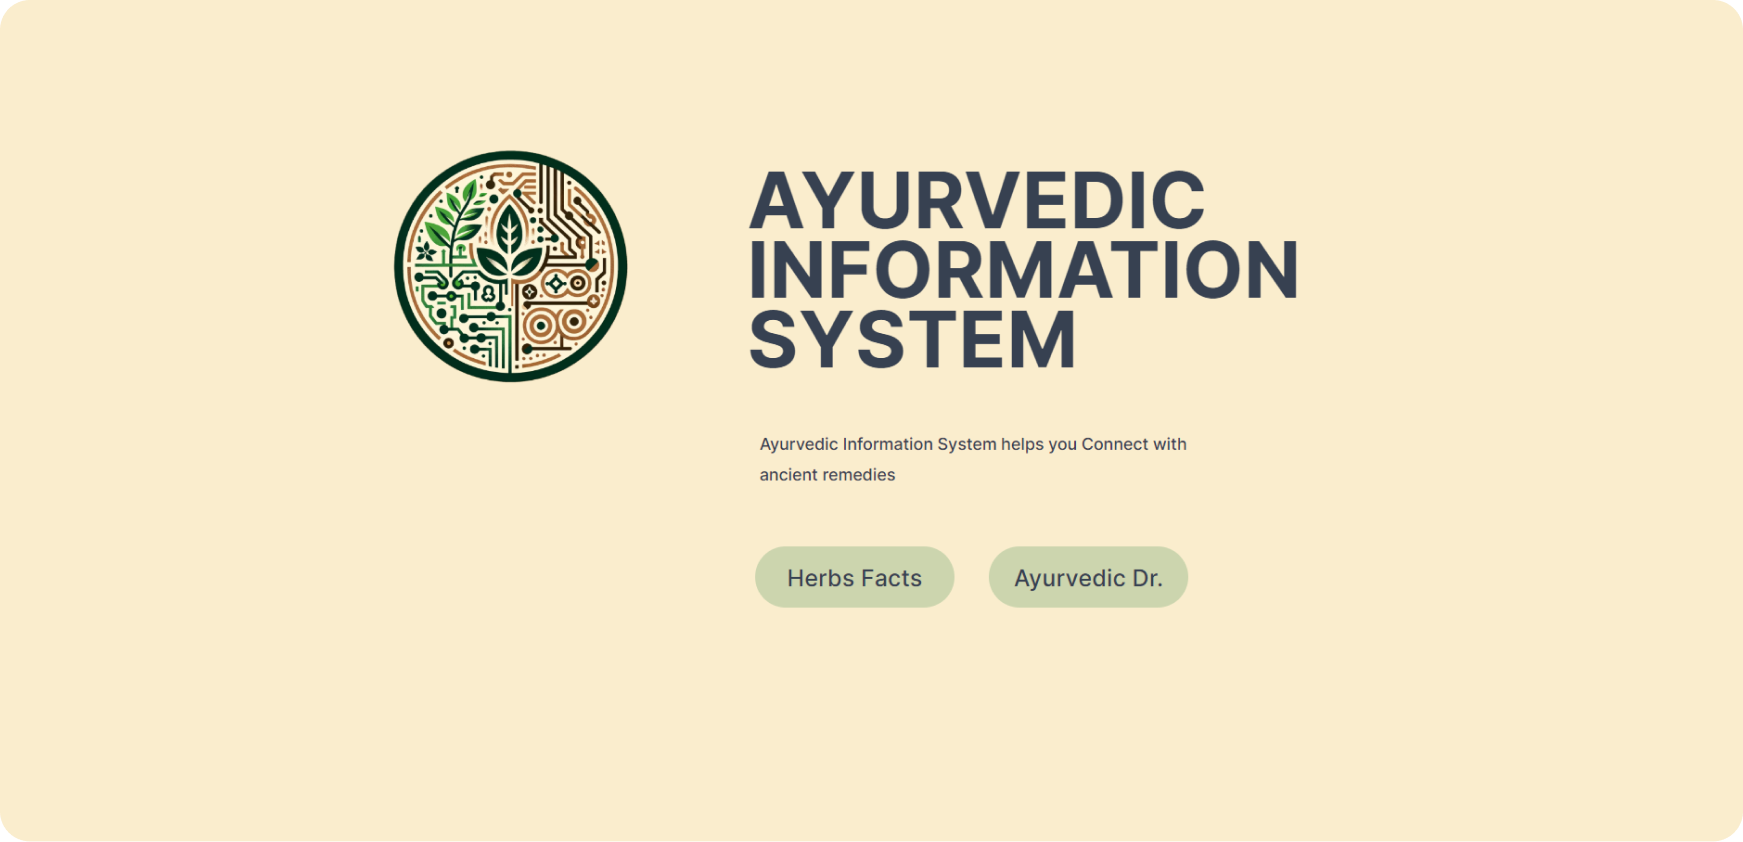 AYURVEDIC
INFORMATION
SYSTEM
Ayurvedic Information System helps you Connect with
ancient remedies
Herbs Facts
Ayurvedic Dr.